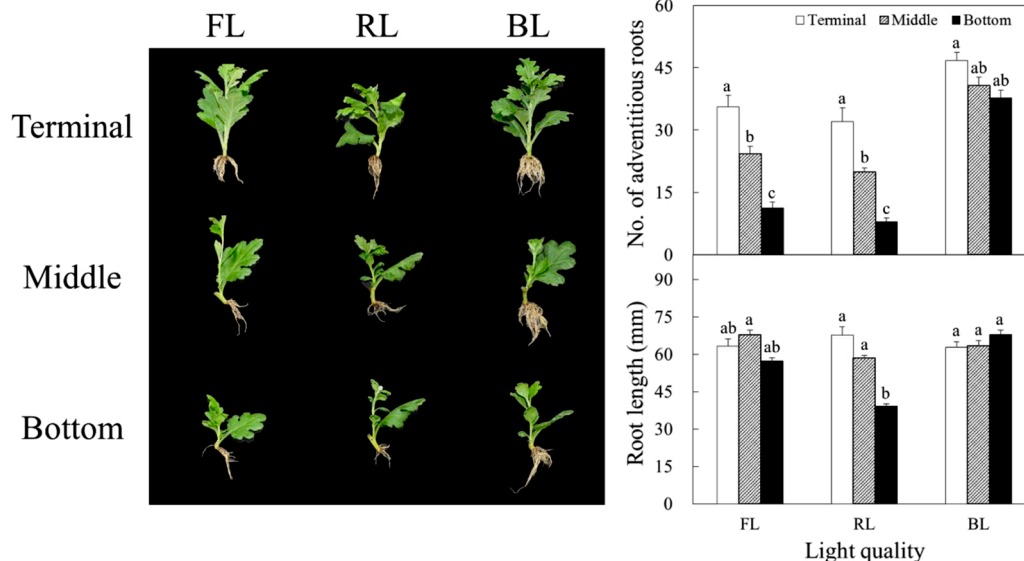 FL RL BL
Terminal
Middle
Bottom
60
45
30
15
0
No. of adventitious roots
Terminal Middle Bottom
a b c
a b c
a ab ab
90
75
60
45
30
15
0
Root length (mm)
ab a ab
a a b
a a a
FL RL BL
Light quality